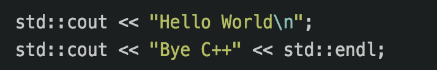 std::cout << "Hello World\n";
std::cout << "Bye C++" << std::endl;